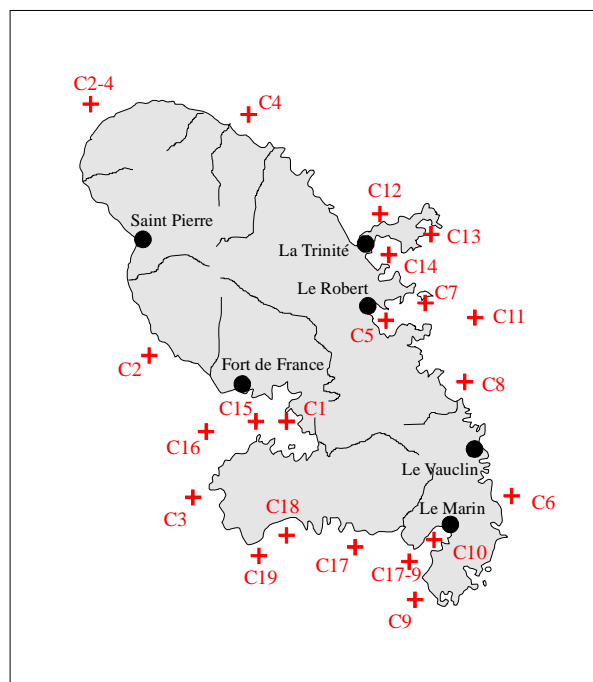 C2-4
C4
C12
Saint Pierre
C13
La Trinité
C14
Le Robert
C7
C11
C5
C2
Fort de France
C8
C15
C1
C16
Le Vauclin
C6
C3
Le Marin
C18
C10
C19
C17
C17-9
C9